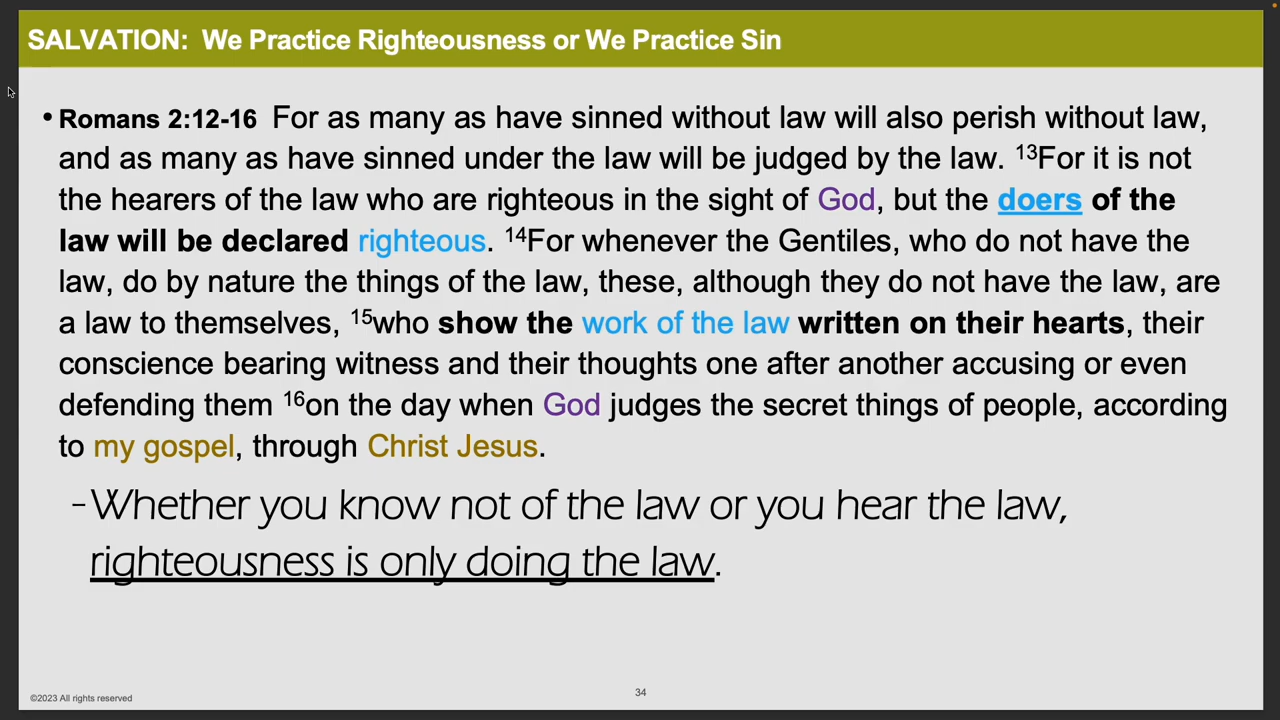 SALVATION:  We Practice Righteousness or We Practice Sin
• Romans 2:12-16  For as many as have sinned without law will also perish without law,
and as many as have sinned under the law will be judged by the law. ¹³For it is not
the hearers of the law who are righteous in the sight of God, but the doers of the
law will be declared righteous. ¹⁴For whenever the Gentiles, who do not have the
law, do by nature the things of the law, these, although they do not have the law, are
a law to themselves, ¹⁵who show the work of the law written on their hearts, their
conscience bearing witness and their thoughts one after another accusing or even
defending them ¹⁶on the day when God judges the secret things of people, according
to my gospel, through Christ Jesus.
-Whether you know not of the law or you hear the law,
righteousness is only doing the law.
©2023 All rights reserved
34